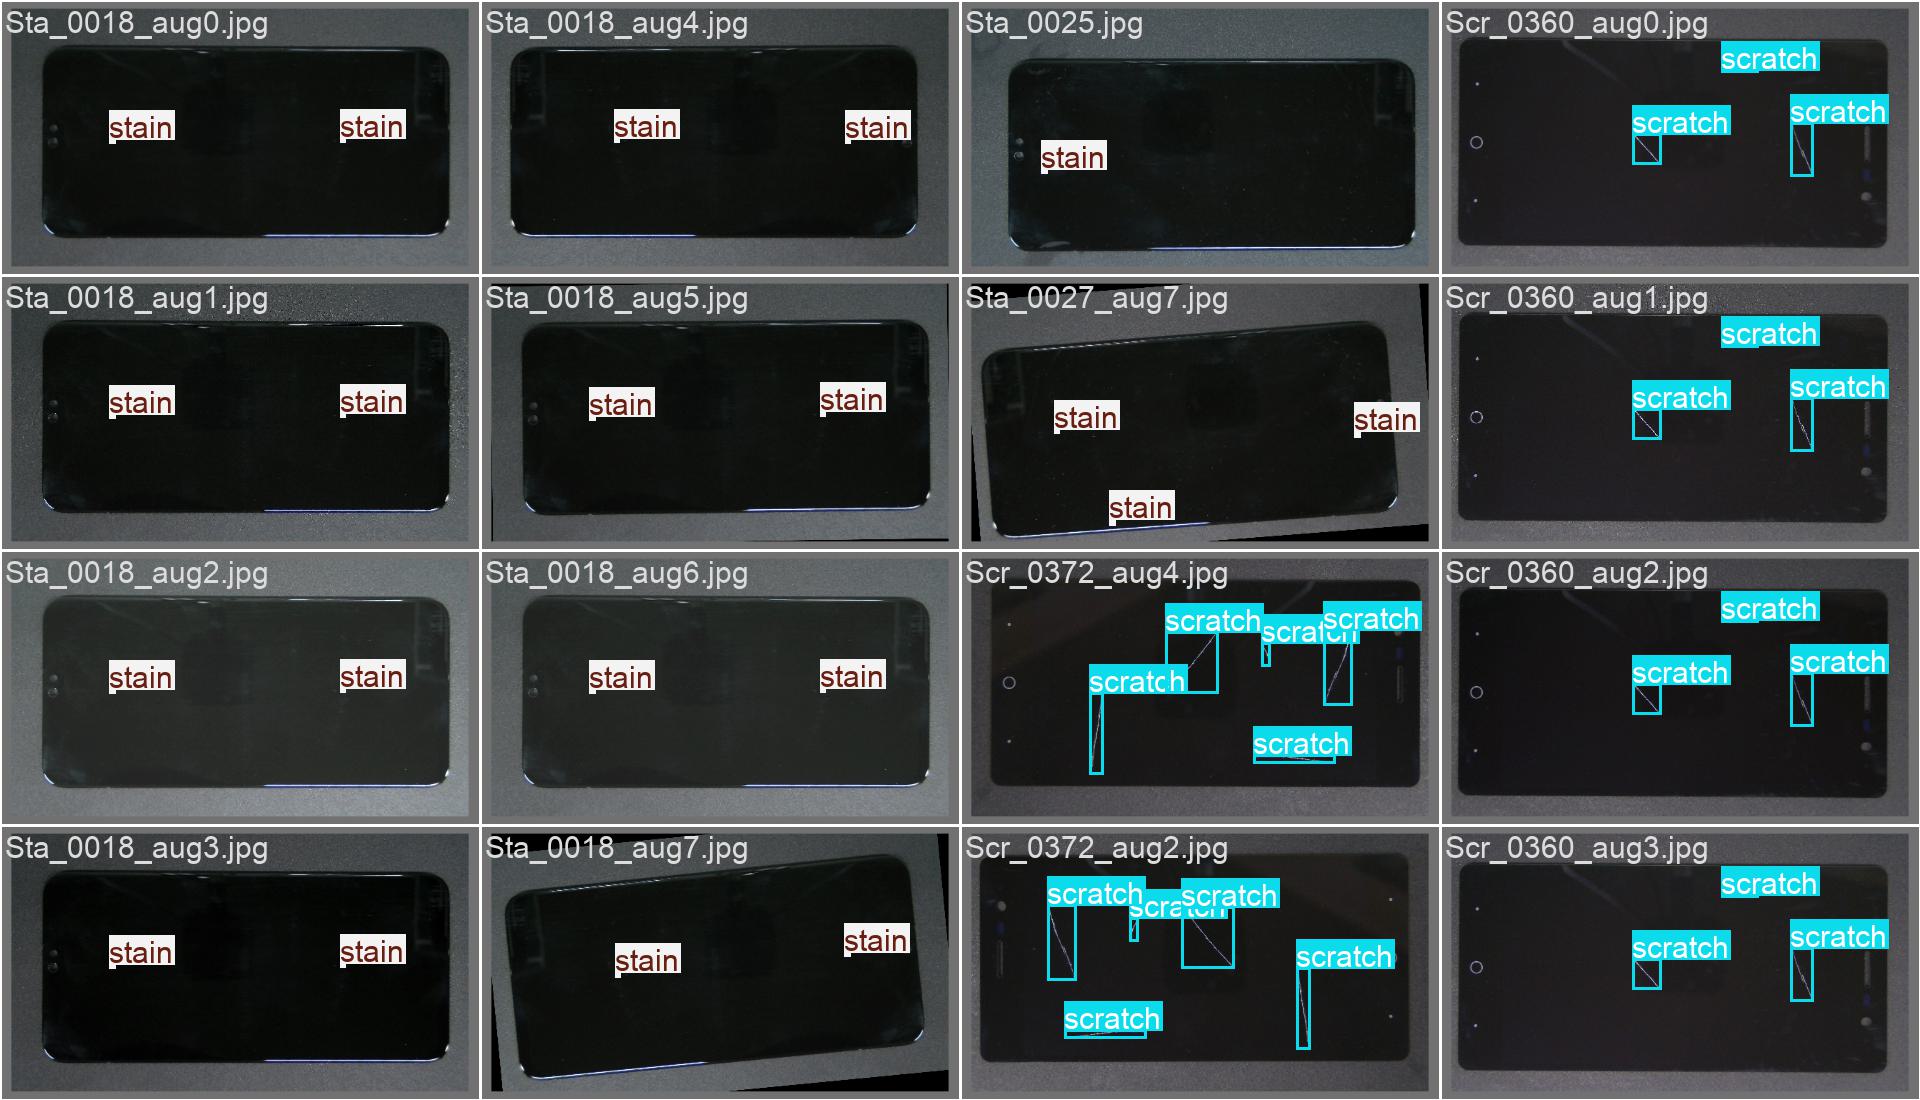 Sta_0018_aug0.jpg
stain
stain
Sta_0018_aug4.jpg
stain
stain
Sta_0025.jpg
stain
Scr_0360_aug0.jpg
scratch
scratch
scratch
Sta_0018_aug1.jpg
stain
stain
Sta_0018_aug5.jpg
stain
stain
Sta_0027_aug7.jpg
stain
stain
stain
Scr_0360_aug1.jpg
scratch
scratch
scratch
Sta_0018_aug2.jpg
stain
stain
Sta_0018_aug6.jpg
stain
stain
Scr_0372_aug4.jpg
scratch
scratch
scratch
scratch
scratch
Scr_0360_aug2.jpg
scratch
scratch
scratch
Sta_0018_aug3.jpg
stain
stain
Sta_0018_aug7.jpg
stain
stain
Scr_0372_aug2.jpg
scratch
scratch
scratch
scratch
scratch
Scr_0360_aug3.jpg
scratch
scratch
scratch